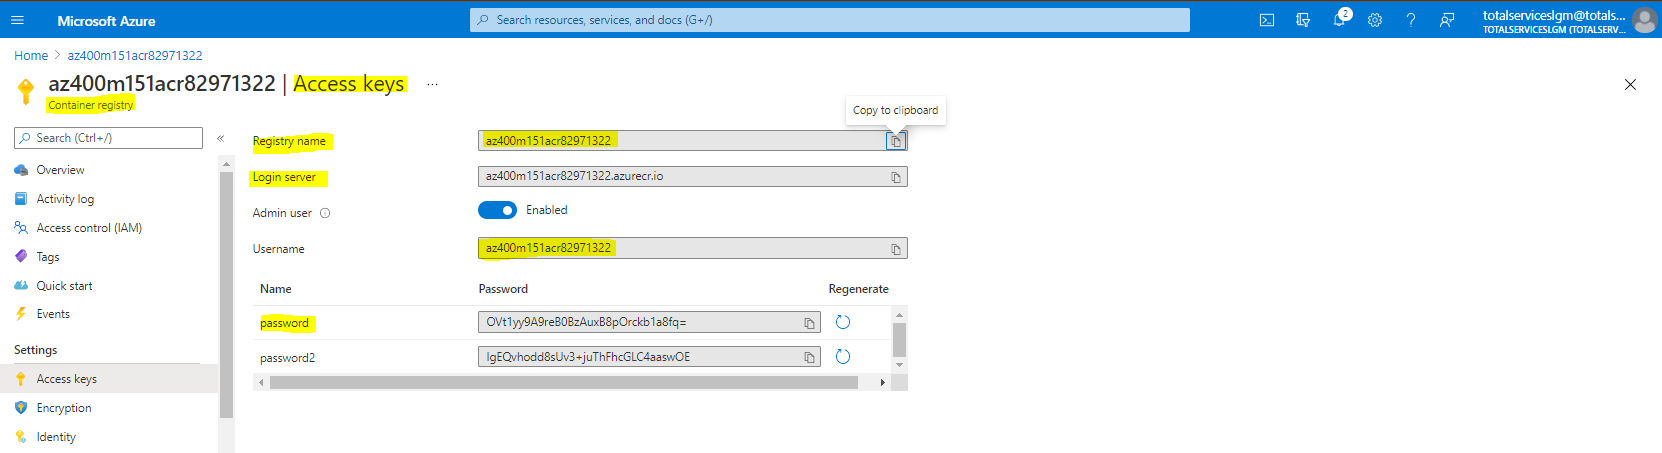 Microsoft Azure
Search resources, services, and docs (G+/)
2
totalserviceslgm@totals...
TOTALSERVICESLGM (TOTALSERV...
Home > az400m151acr82971322
az400m151acr82971322 | Access keys ...
Container registry
Copy to clipboard
Search (Ctrl+/)
«
Overview
Activity log
Access control (IAM)
Tags
Quick start
Events
Settings
Access keys
Encryption
Identity
Registry name
az400m151acr82971322
Login server
az400m151acr82971322.azurecr.io
Admin user
Enabled
Username
az400m151acr82971322
Name Password Regenerate
password OVt1yy9A9reB0BzAuxB8pOrckb1a8fq=
password2 IgEQvhodd8sUv3+juThFhcGLC4aaswOE